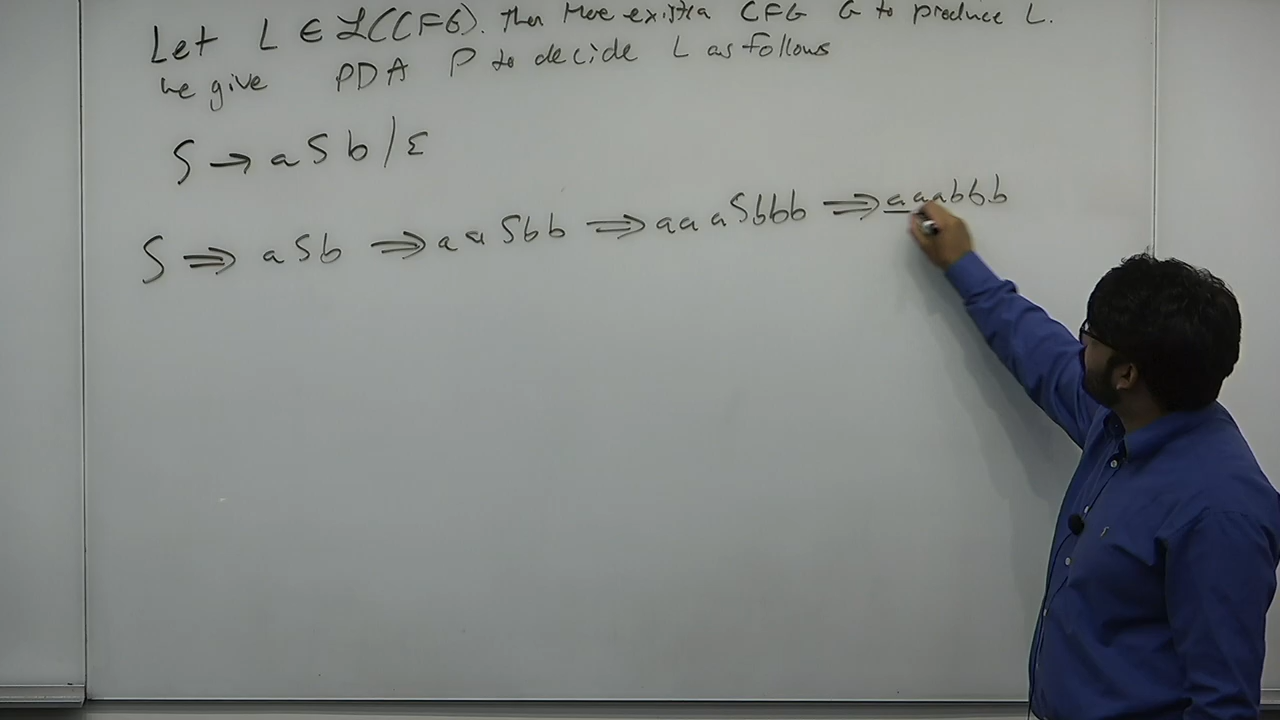 Let L ∈ ℒ(CFG). Then there exists a CFG G to produce L.
we give PDA P to decide L as follows
S → aSb / ε
S ⇒ aSb ⇒ aaSbb ⇒ aaaSbbb ⇒ aaabbb